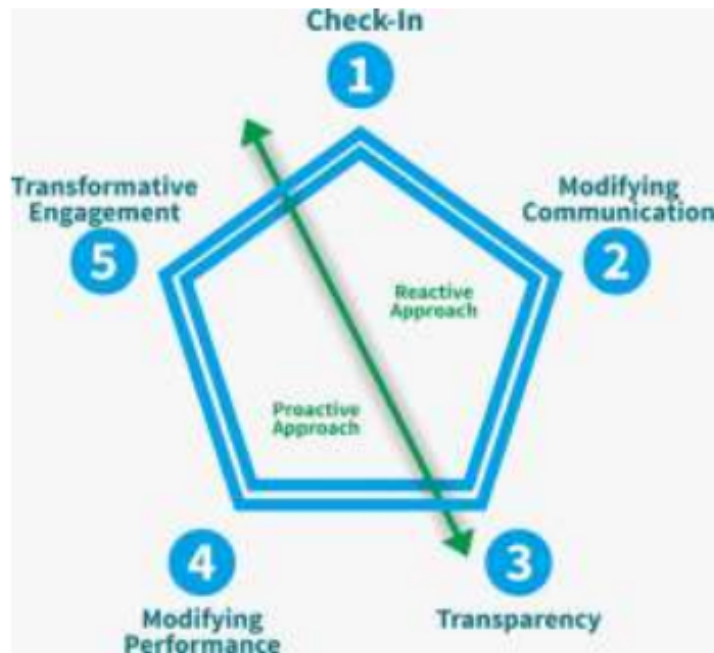 Check-In
1
Transformative
Engagement
5
Modifying
Communication
2
Reactive
Approach
Proactive
Approach
4
Modifying
Performance
3
Transparency